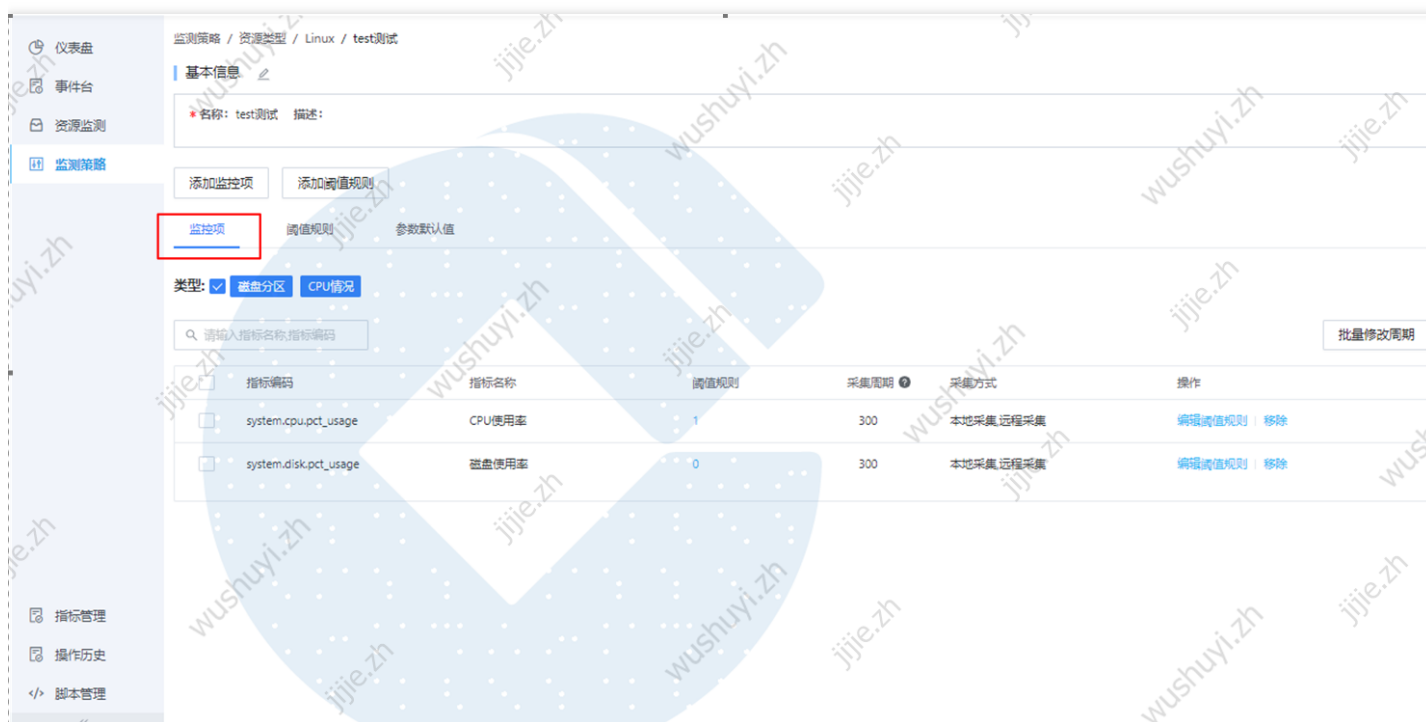 仪表盘
事件台
资源监测
监测策略
指标管理
操作历史
脚本管理
监测策略 / 资源类型 / Linux / test测试
基本信息
*名称: test测试 描述:
添加监控项 添加阈值规则
监控项 阈值规则 参数默认值
类型: 磁盘分区 CPU情况
请输入指标名称,指标编码
批量修改周期
指标编码 指标名称 阈值规则 采集周期 ? 采集方式 操作
system.cpu.pct_usage CPU使用率 1 300 本地采集,远程采集 编辑阈值规则 | 移除
system.disk.pct_usage 磁盘使用率 0 300 本地采集,远程采集 编辑阈值规则 | 移除
wushuyi.zh
jijie.zh